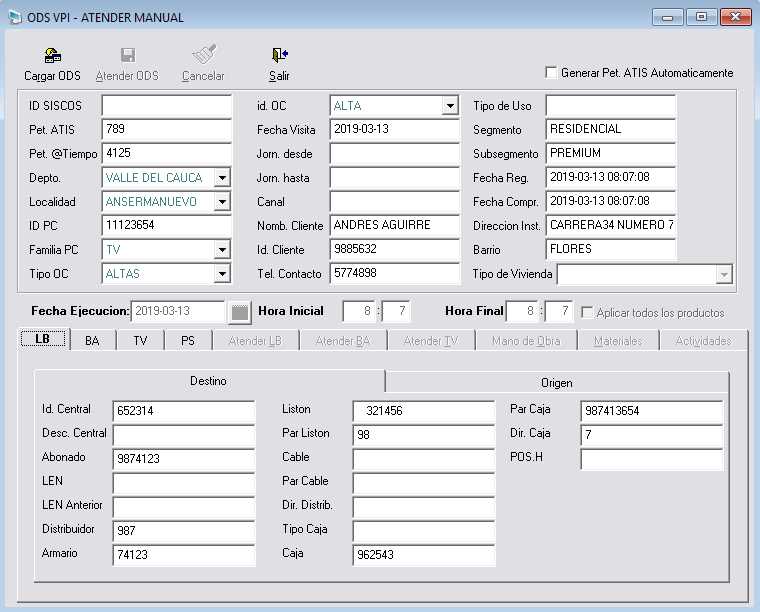 ODS VPI - ATENDER MANUAL
Cargar ODS Atender ODS Cancelar Salir
Generar Pet. ATIS Automaticamente
ID SISCOS id. OC ALTA Tipo de Uso
Pet. ATIS 789 Fecha Visita 2019-03-13 Segmento RESIDENCIAL
Pet. @Tiempo 4125 Jorn. desde Subsegmento PREMIUM
Depto. VALLE DEL CAUCA Jorn. hasta Fecha Reg. 2019-03-13 08:07:08
Localidad ANSERMANUEVO Canal Fecha Compr. 2019-03-13 08:07:08
ID PC 11123654 Nomb. Cliente ANDRES AGUIRRE Direccion Inst. CARRERA34 NUMERO 7
Familia PC TV Id. Cliente 9885632 Barrio FLORES
Tipo OC ALTAS Tel. Contacto 5774898 Tipo de Vivienda
Fecha Ejecucion: 2019-03-13 Hora Inicial 8 : 7 Hora Final 8 : 7 Aplicar todos los productos
LB BA TV PS Atender LB Atender BA Atender TV Mano de Obra Materiales Actividades
Destino Origen
Id. Central 652314 Liston 321456 Par Caja 987413654
Desc. Central Par Liston 98 Dir. Caja 7
Abonado 9874123 Cable POS.H
LEN Par Cable
LEN Anterior Dir. Distrib.
Distribuidor 987 Tipo Caja
Armario 74123 Caja 962543